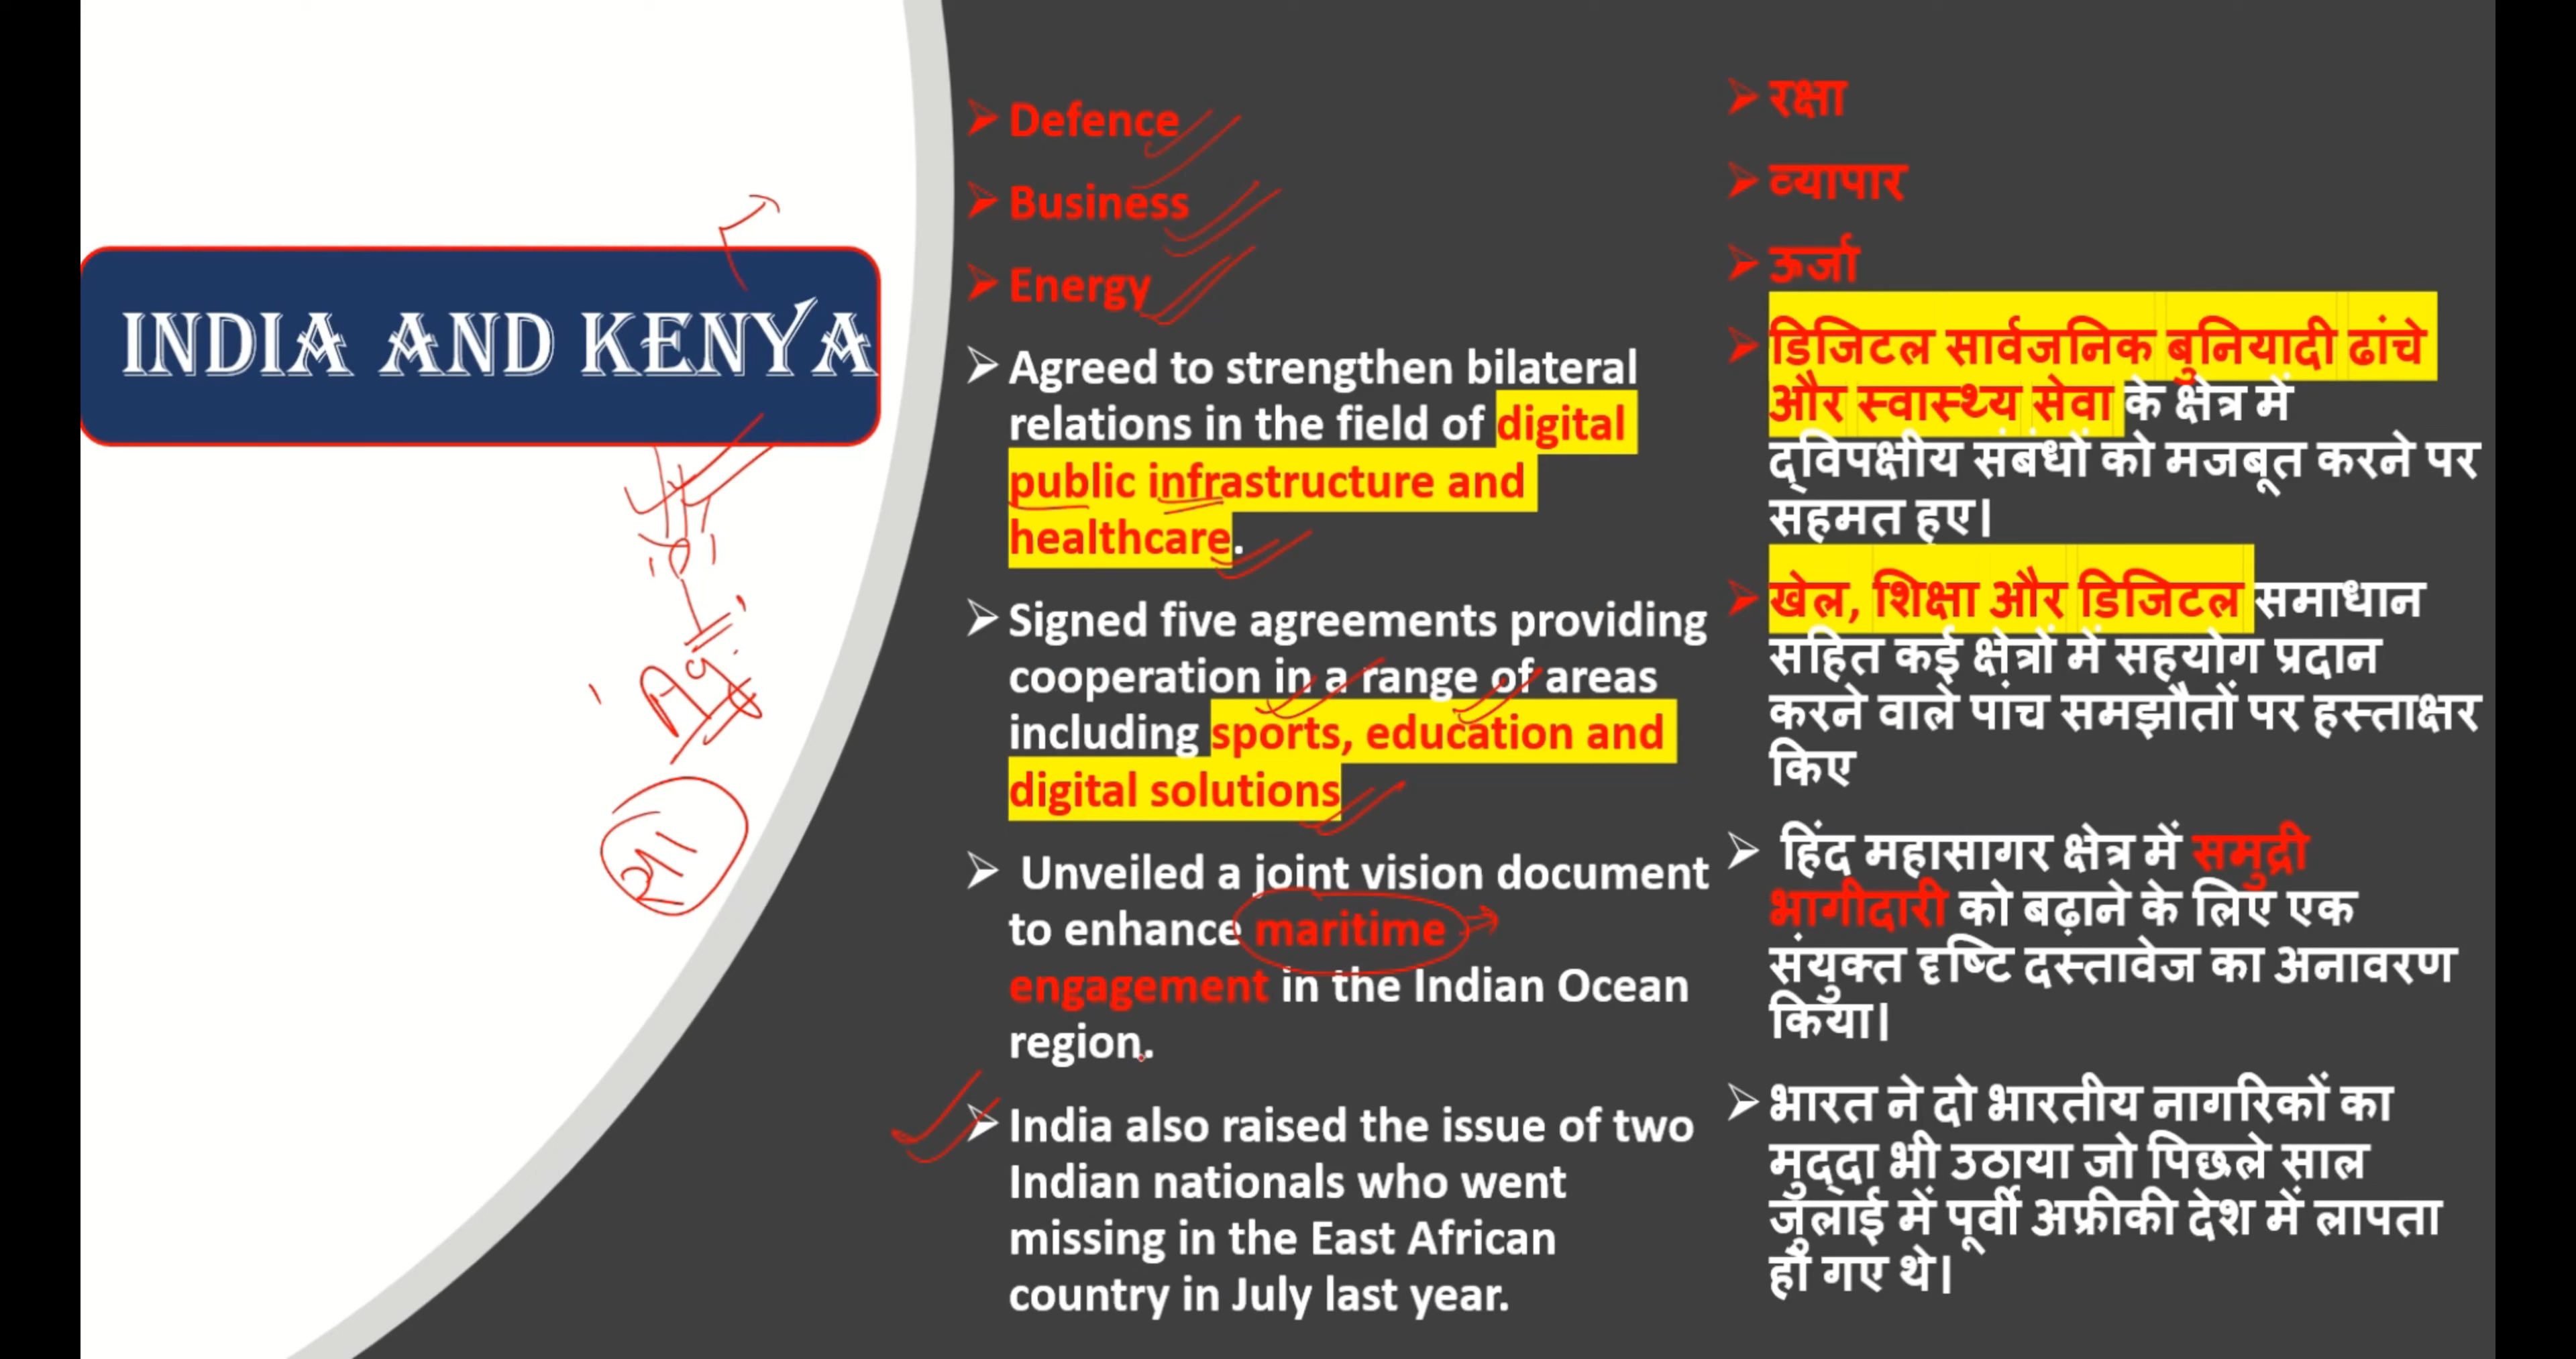 INDIA AND KENYA
Defence
Business
Energy
Agreed to strengthen bilateral
relations in the field of digital
public infrastructure and
healthcare.
Signed five agreements providing
cooperation in a range of areas
including sports, education and
digital solutions
Unveiled a joint vision document
to enhance maritime
engagement in the Indian Ocean
region.
India also raised the issue of two
Indian nationals who went
missing in the East African
country in July last year.
रक्षा
व्यापार
ऊर्जा
डिजिटल सार्वजनिक बुनियादी ढांचे
और स्वास्थ्य सेवा के क्षेत्र में
द्विपक्षीय संबंधों को मजबूत करने पर
सहमत हुए।
खेल, शिक्षा और डिजिटल समाधान
सहित कई क्षेत्रों में सहयोग प्रदान
करने वाले पांच समझौतों पर हस्ताक्षर
किए
हिंद महासागर क्षेत्र में समुद्री
भागीदारी को बढ़ाने के लिए एक
संयुक्त दृष्टि दस्तावेज का अनावरण
किया।
भारत ने दो भारतीय नागरिकों का
मुद्दा भी उठाया जो पिछले साल
जुलाई में पूर्वी अफ्रीकी देश में लापता
हो गए थे।